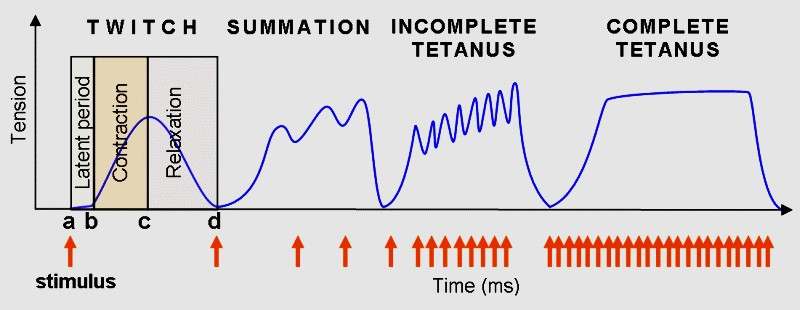 TWITCH
SUMMATION
INCOMPLETE
TETANUS
COMPLETE
TETANUS
Tension
Latent period
Contraction
Relaxation
a b c d
stimulus
Time (ms)